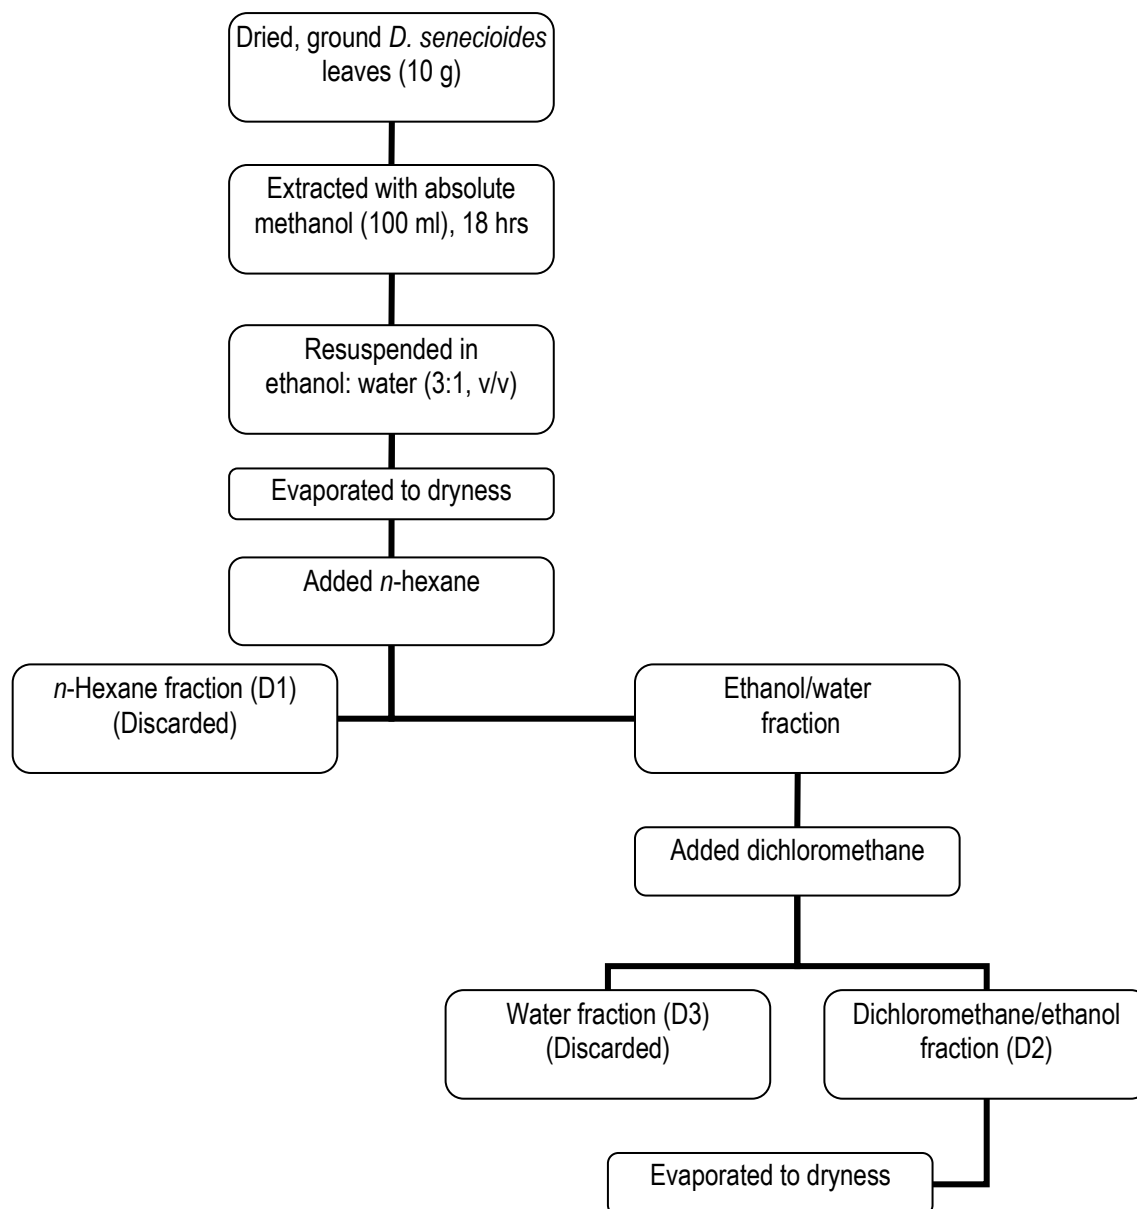 Dried, ground D. senecioides
leaves (10 g)
Extracted with absolute
methanol (100 ml), 18 hrs
Resuspended in
ethanol: water (3:1, v/v)
Evaporated to dryness
Added n-hexane
n-Hexane fraction (D1)
(Discarded)
Ethanol/water
fraction
Added dichloromethane
Water fraction (D3)
(Discarded)
Dichloromethane/ethanol
fraction (D2)
Evaporated to dryness